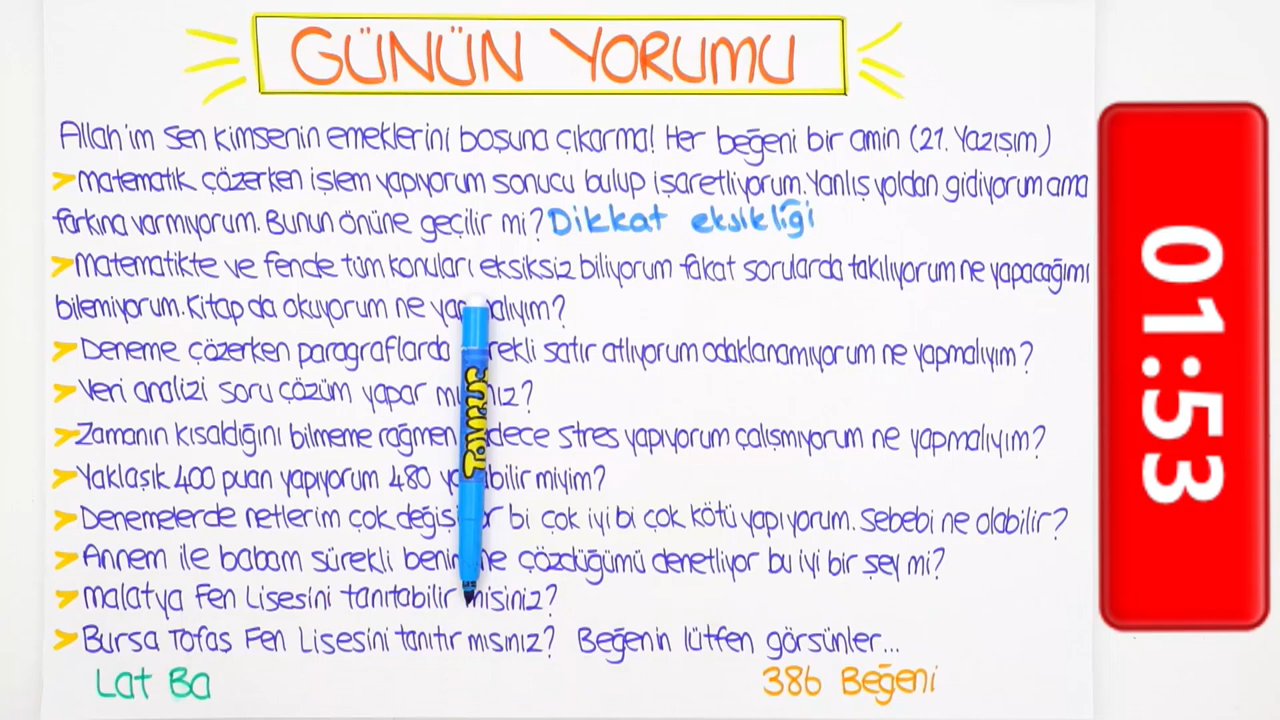 GÜNÜN YORUMU
Allah'ım sen kimsenin emeklerini boşuna çıkarma! Her beğeni bir amin (21. Yazışım)
➤Matematik çözerken işlem yapıyorum sonucu bulup işaretliyorum. Yanlış yoldan gidiyorum ama
farkına varmıyorum. Bunun önüne geçilir mi? Dikkat eksikliği
➤Matematikte ve fende tüm konuları eksiksiz biliyorum fakat sorularda takılıyorum ne yapacağımı
bilemiyorum. Kitap da okuyorum ne
➤Deneme çözerken paragraflarda satır atlıyorum odaklanamıyorum ne yapmalıyım?
➤Veri analizi soru çözüm yapar
➤Zamanın kısaldığını bilmeme rağmen stres yapıyorum çalışmıyorum ne yapmalıyım?
➤Yaklaşık 400 puan yapıyorum 480 miyim?
➤Denemelerde netlerim çok bi çok iyi bi çok kötü yapıyorum. Sebebi ne olabilir?
➤Annem ile babam sürekli çözdüğümü denetliyor bu iyi bir şey mi?
➤Malatya Fen Lisesini tanıtabilir misiniz?
➤Bursa Tofaş Fen Lisesini tanıtır mısınız? Beğenin lütfen görsünler...
Lat Ba
386 Beğeni
01:53